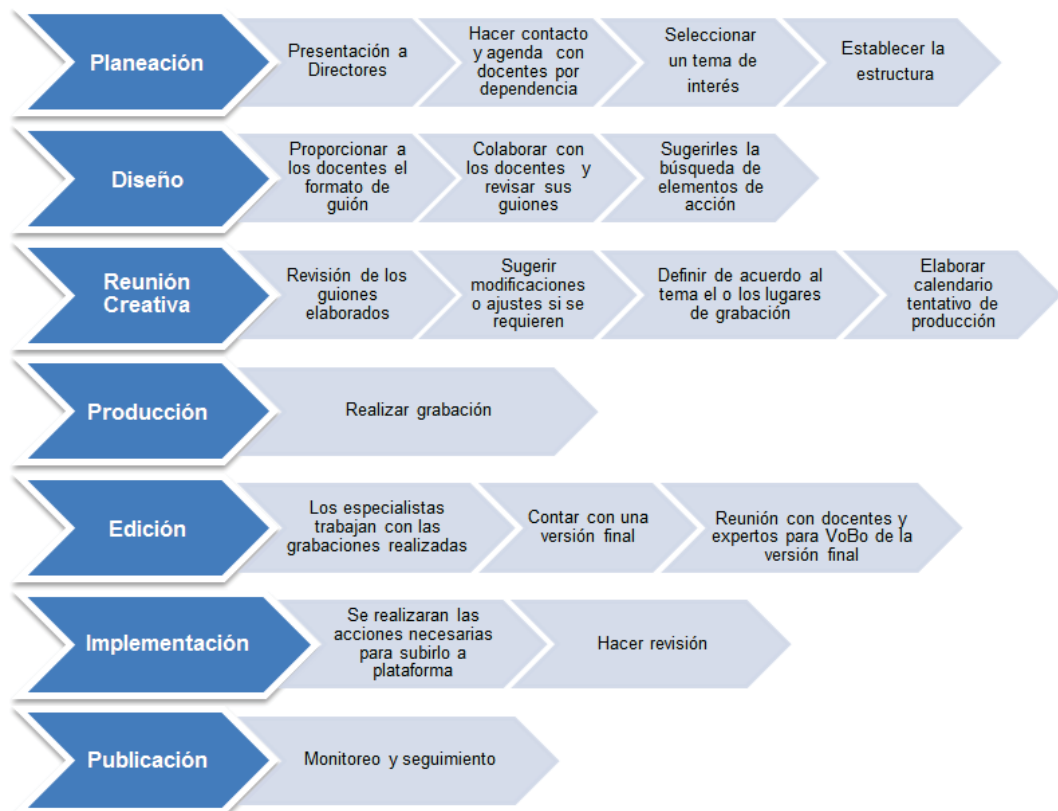 Planeación
Presentación a
Directores
Hacer contacto
y agenda con
docentes por
dependencia
Seleccionar
un tema de
interés
Establecer la
estructura
Diseño
Proporcionar a
los docentes el
formato de
guión
Colaborar con
los docentes y
revisar sus
guiones
Sugerirles la
búsqueda de
elementos de
acción
Reunión
Creativa
Revisión de los
guiones
elaborados
Sugerir
modificaciones
o ajustes si se
requieren
Definir de acuerdo al
tema el o los lugares
de grabación
Elaborar
calendario
tentativo de
producción
Producción
Realizar grabación
Edición
Los especialistas
trabajan con las
grabaciones realizadas
Contar con una
versión final
Reunión con docentes y
expertos para VoBo de la
versión final
Implementación
Se realizaran las
acciones necesarias
para subirlo a
plataforma
Hacer revisión
Publicación
Monitoreo y seguimiento